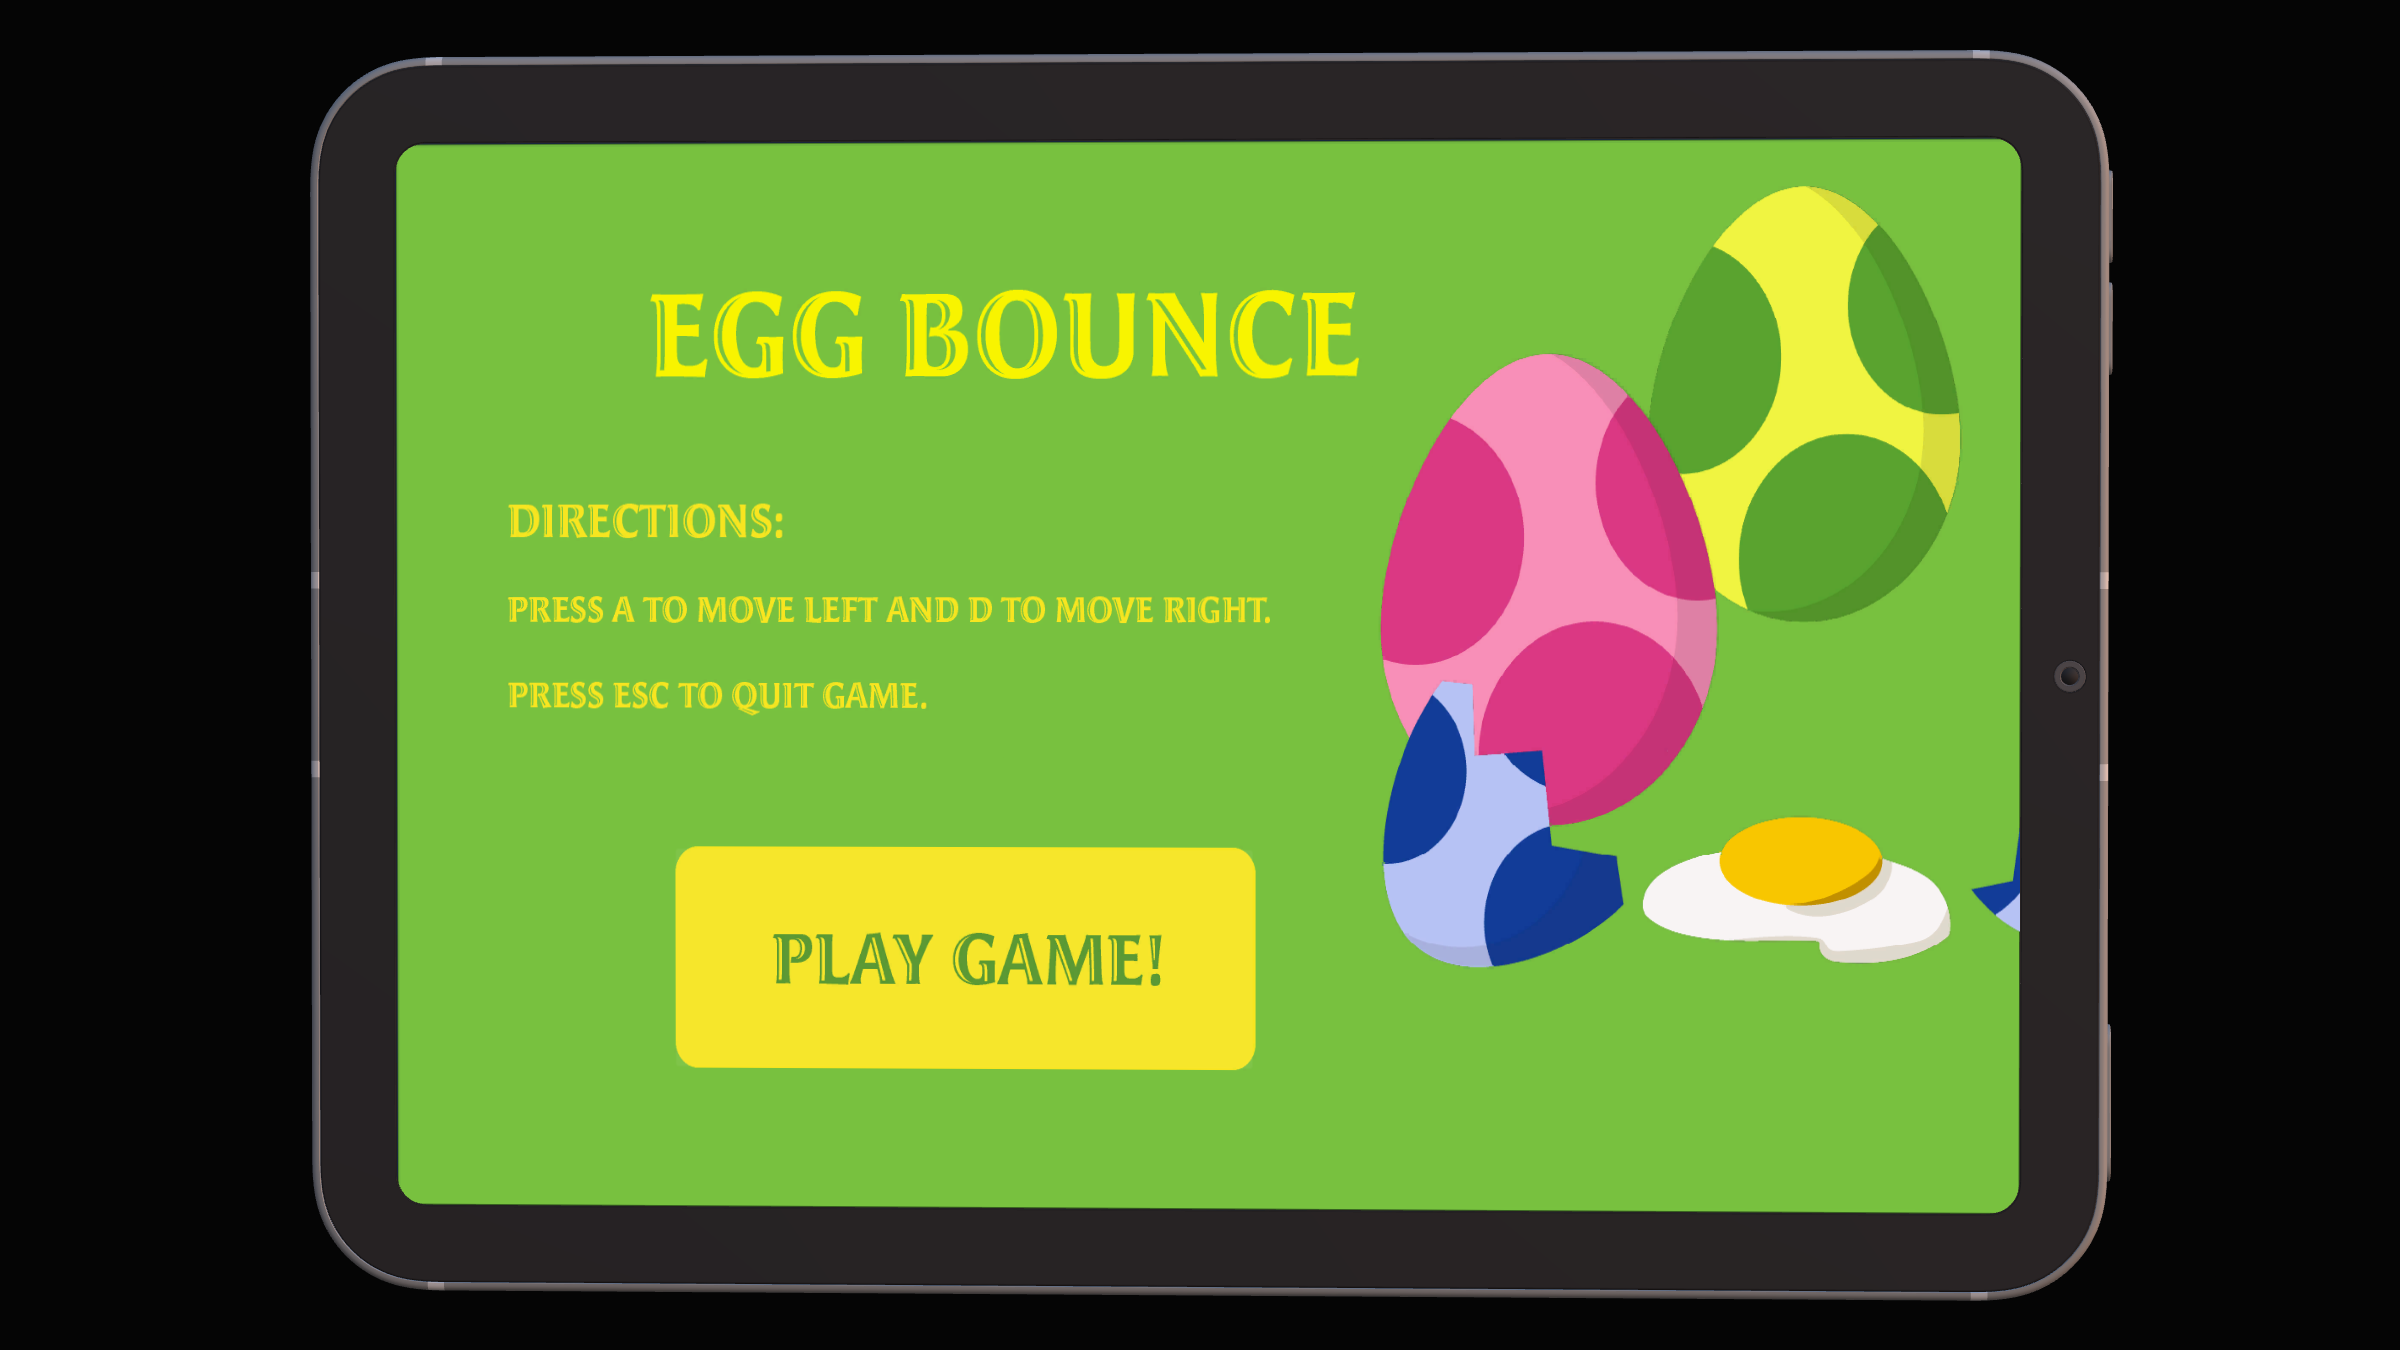 EGG BOUNCE
DIRECTIONS:
PRESS A TO MOVE LEFT AND D TO MOVE RIGHT.
PRESS ESC TO QUIT GAME.
PLAY GAME!